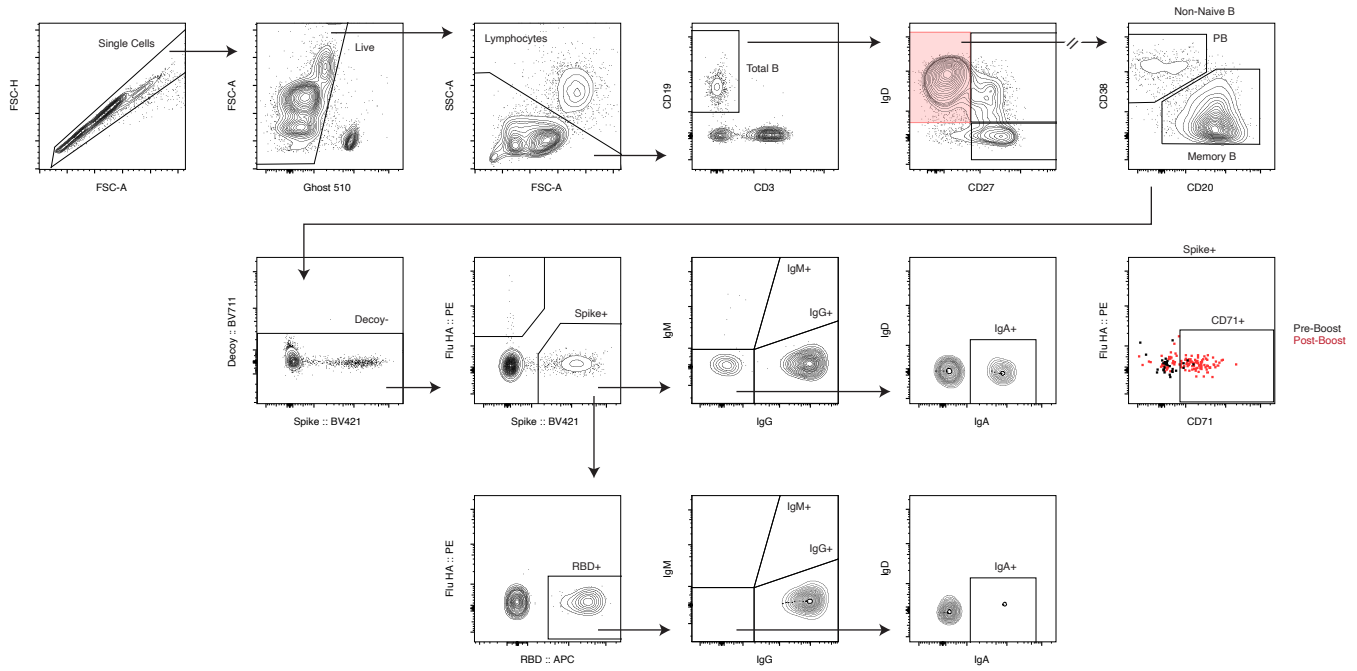 Non-Naive B
Single Cells
FSC-H
FSC-A
Live
FSC-A
Ghost 510
Lymphocytes
SSC-A
FSC-A
Total B
CD19
CD3
IgD
CD27
PB
CD38
Memory B
CD20
Decoy-
Decoy :: BV711
Spike :: BV421
Spike+
Flu HA :: PE
Spike :: BV421
IgM+
IgG+
IgM
IgG
IgA+
IgD
IgA
Spike+
CD71+
Flu HA :: PE
CD71
Pre-Boost
Post-Boost
RBD+
Flu HA :: PE
RBD :: APC
IgM+
IgG+
IgM
IgG
IgA+
IgD
IgA